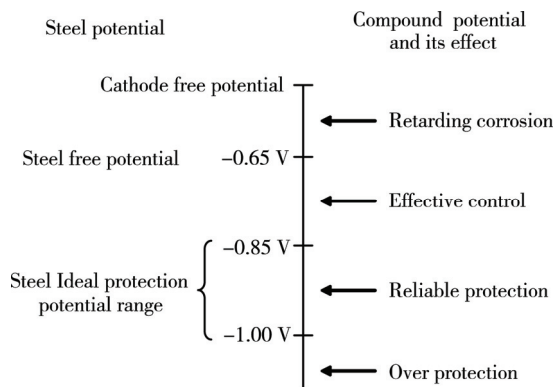 Steel potential
Compound potential
and its effect
Cathode free potential
Retarding corrosion
Steel free potential
−0.65 V
Effective control
−0.85 V
Steel Ideal protection
potential range
Reliable protection
−1.00 V
Over protection